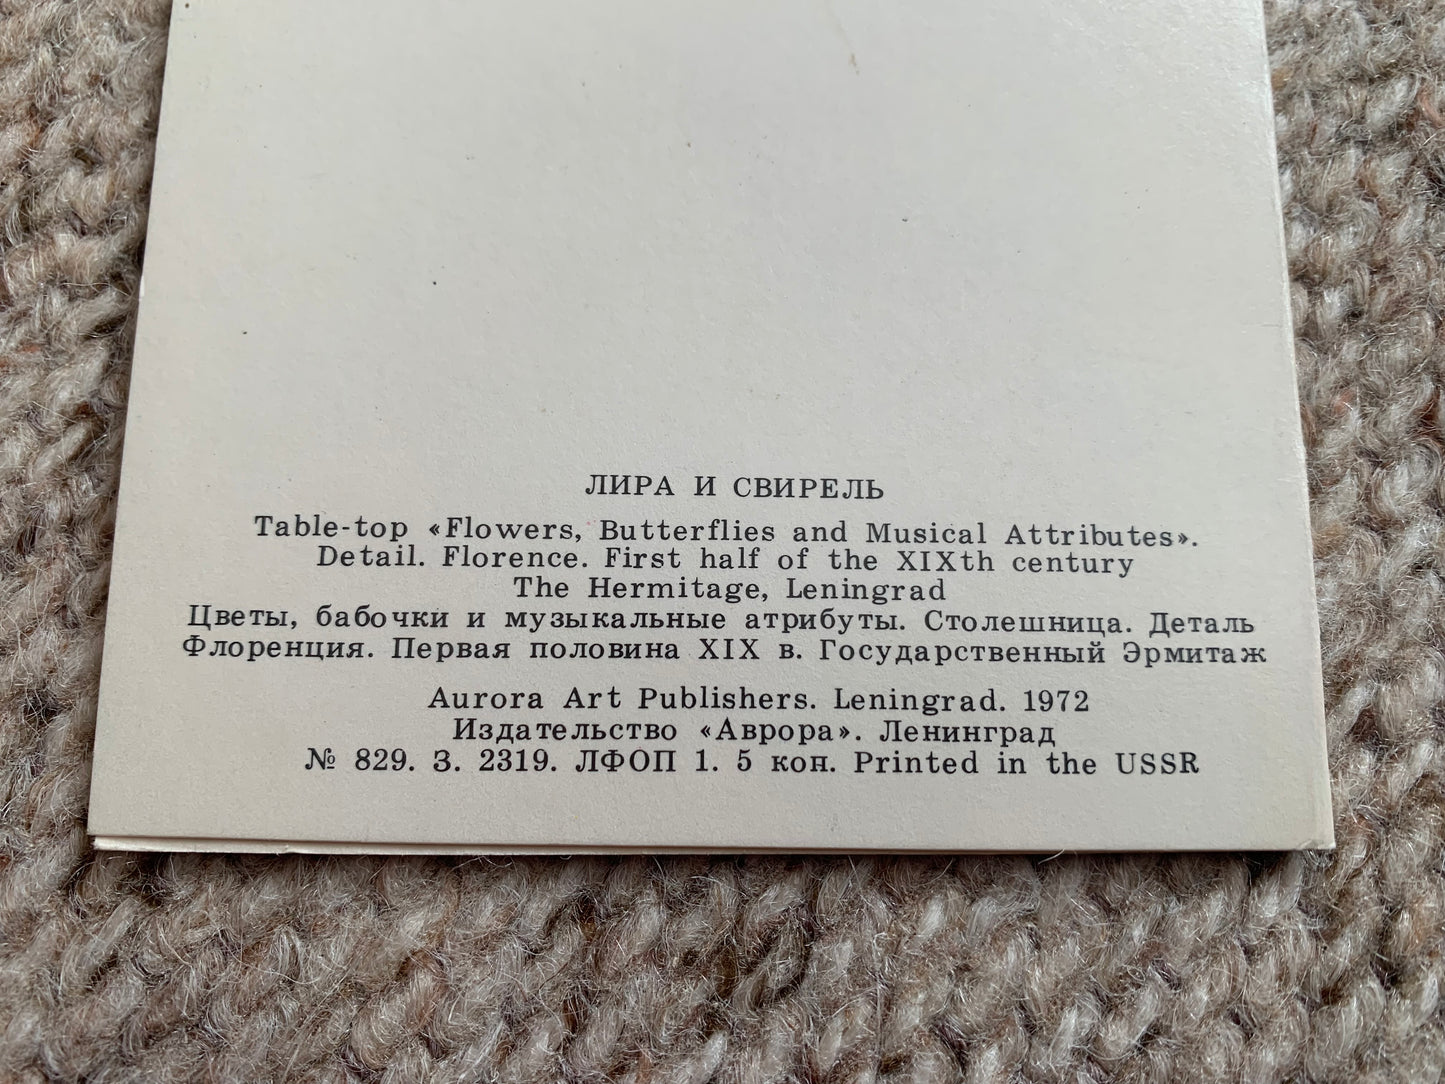 ЛИРА И СВИРЕЛЬ
Table-top «Flowers, Butterflies and Musical Attributes».
Detail. Florence. First half of the XIXth century
The Hermitage, Leningrad
Цветы, бабочки и музыкальные атрибуты. Столешница. Деталь
Флоренция. Первая половина XIX в. Государственный Эрмитаж
Aurora Art Publishers. Leningrad. 1972
Издательство «Аврора». Ленинград
№ 829. З. 2319. ЛФОП 1. 5 коп. Printed in the USSR